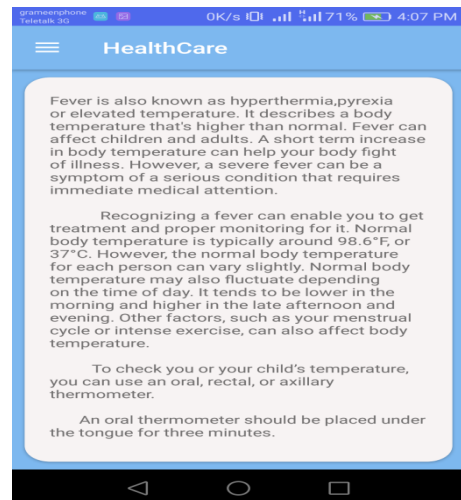 grameenphone
Teletalk 3G 25 53 0K/s 71% 4:07 PM
HealthCare
Fever is also known as hyperthermia,pyrexia
or elevated temperature. It describes a body
temperature that's higher than normal. Fever can
affect children and adults. A short term increase
in body temperature can help your body fight
of illness. However, a severe fever can be a
symptom of a serious condition that requires
immediate medical attention.
Recognizing a fever can enable you to get
treatment and proper monitoring for it. Normal
body temperature is typically around 98.6°F, or
37°C. However, the normal body temperature
for each person can vary slightly. Normal body
temperature may also fluctuate depending
on the time of day. It tends to be lower in the
morning and higher in the late afternoon and
evening. Other factors, such as your menstrual
cycle or intense exercise, can also affect body
temperature.
To check you or your child's temperature,
you can use an oral, rectal, or axillary
thermometer.
An oral thermometer should be placed under
the tongue for three minutes.